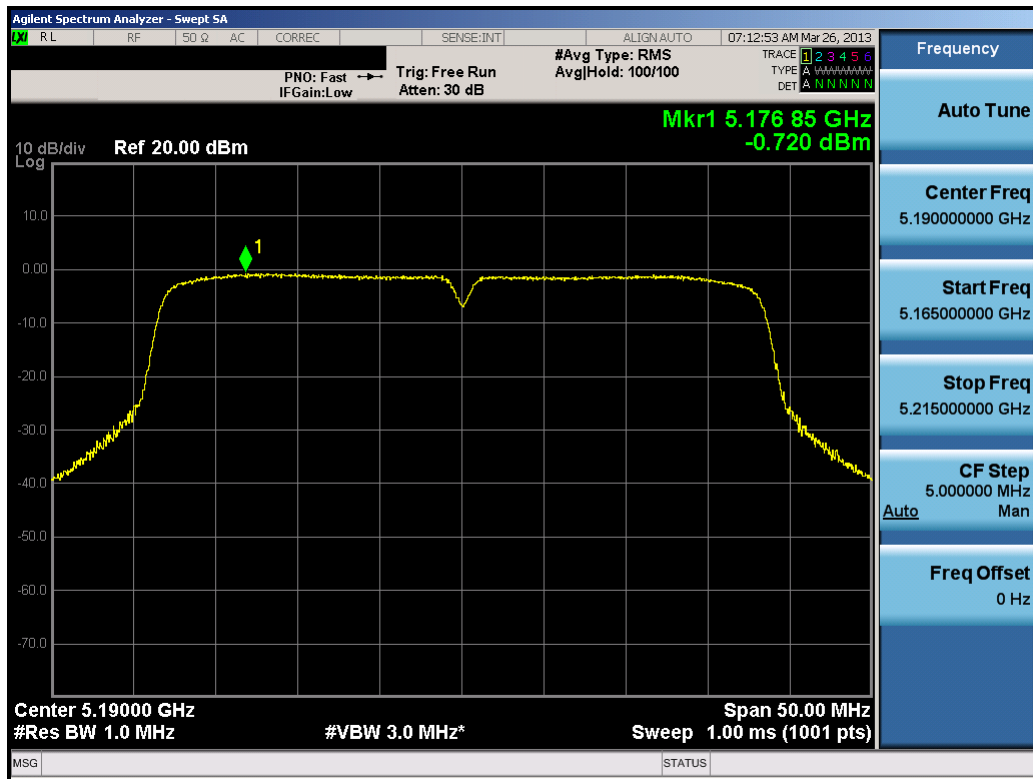 Agilent Spectrum Analyzer - Swept SA
LXI RL RF 50 Ω AC CORREC SENSE:INT ALIGNAUTO 07:12:53 AM Mar 26, 2013
Frequency
PNO: Fast
IFGain:Low
Trig: Free Run
Atten: 30 dB
#Avg Type: RMS
Avg|Hold: 100/100
TRACE 1 2 3 4 5 6
TYPE A WWWWW
DET A N N N N N
Mkr1 5.176 85 GHz
-0.720 dBm
10 dB/div Ref 20.00 dBm
Log
10.0
1
0.00
-10.0
-20.0
-30.0
-40.0
-50.0
-60.0
-70.0
Center 5.19000 GHz Span 50.00 MHz
#Res BW 1.0 MHz #VBW 3.0 MHz* Sweep 1.00 ms (1001 pts)
Auto Tune
Center Freq
5.190000000 GHz
Start Freq
5.165000000 GHz
Stop Freq
5.215000000 GHz
CF Step
5.000000 MHz
Auto Man
Freq Offset
0 Hz
MSG STATUS